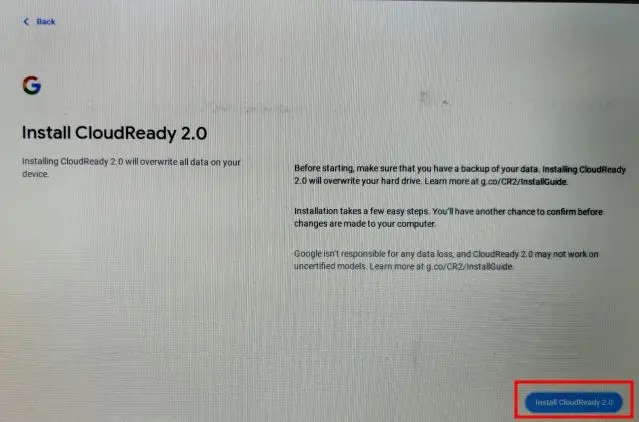 Back
Install CloudReady 2.0
Installing CloudReady 2.0 will overwrite all data on your
device.
Before starting, make sure that you have a backup of your data. Installing CloudReady
2.0 will overwrite your hard drive. Learn more at g.co/CR2/InstallGuide.
Installation takes a few easy steps. You'll have another chance to confirm before
changes are made to your computer.
Google isn't responsible for any data loss, and CloudReady 2.0 may not work on
uncertified models. Learn more at g.co/CR2/InstallGuide.
Install CloudReady 2.0